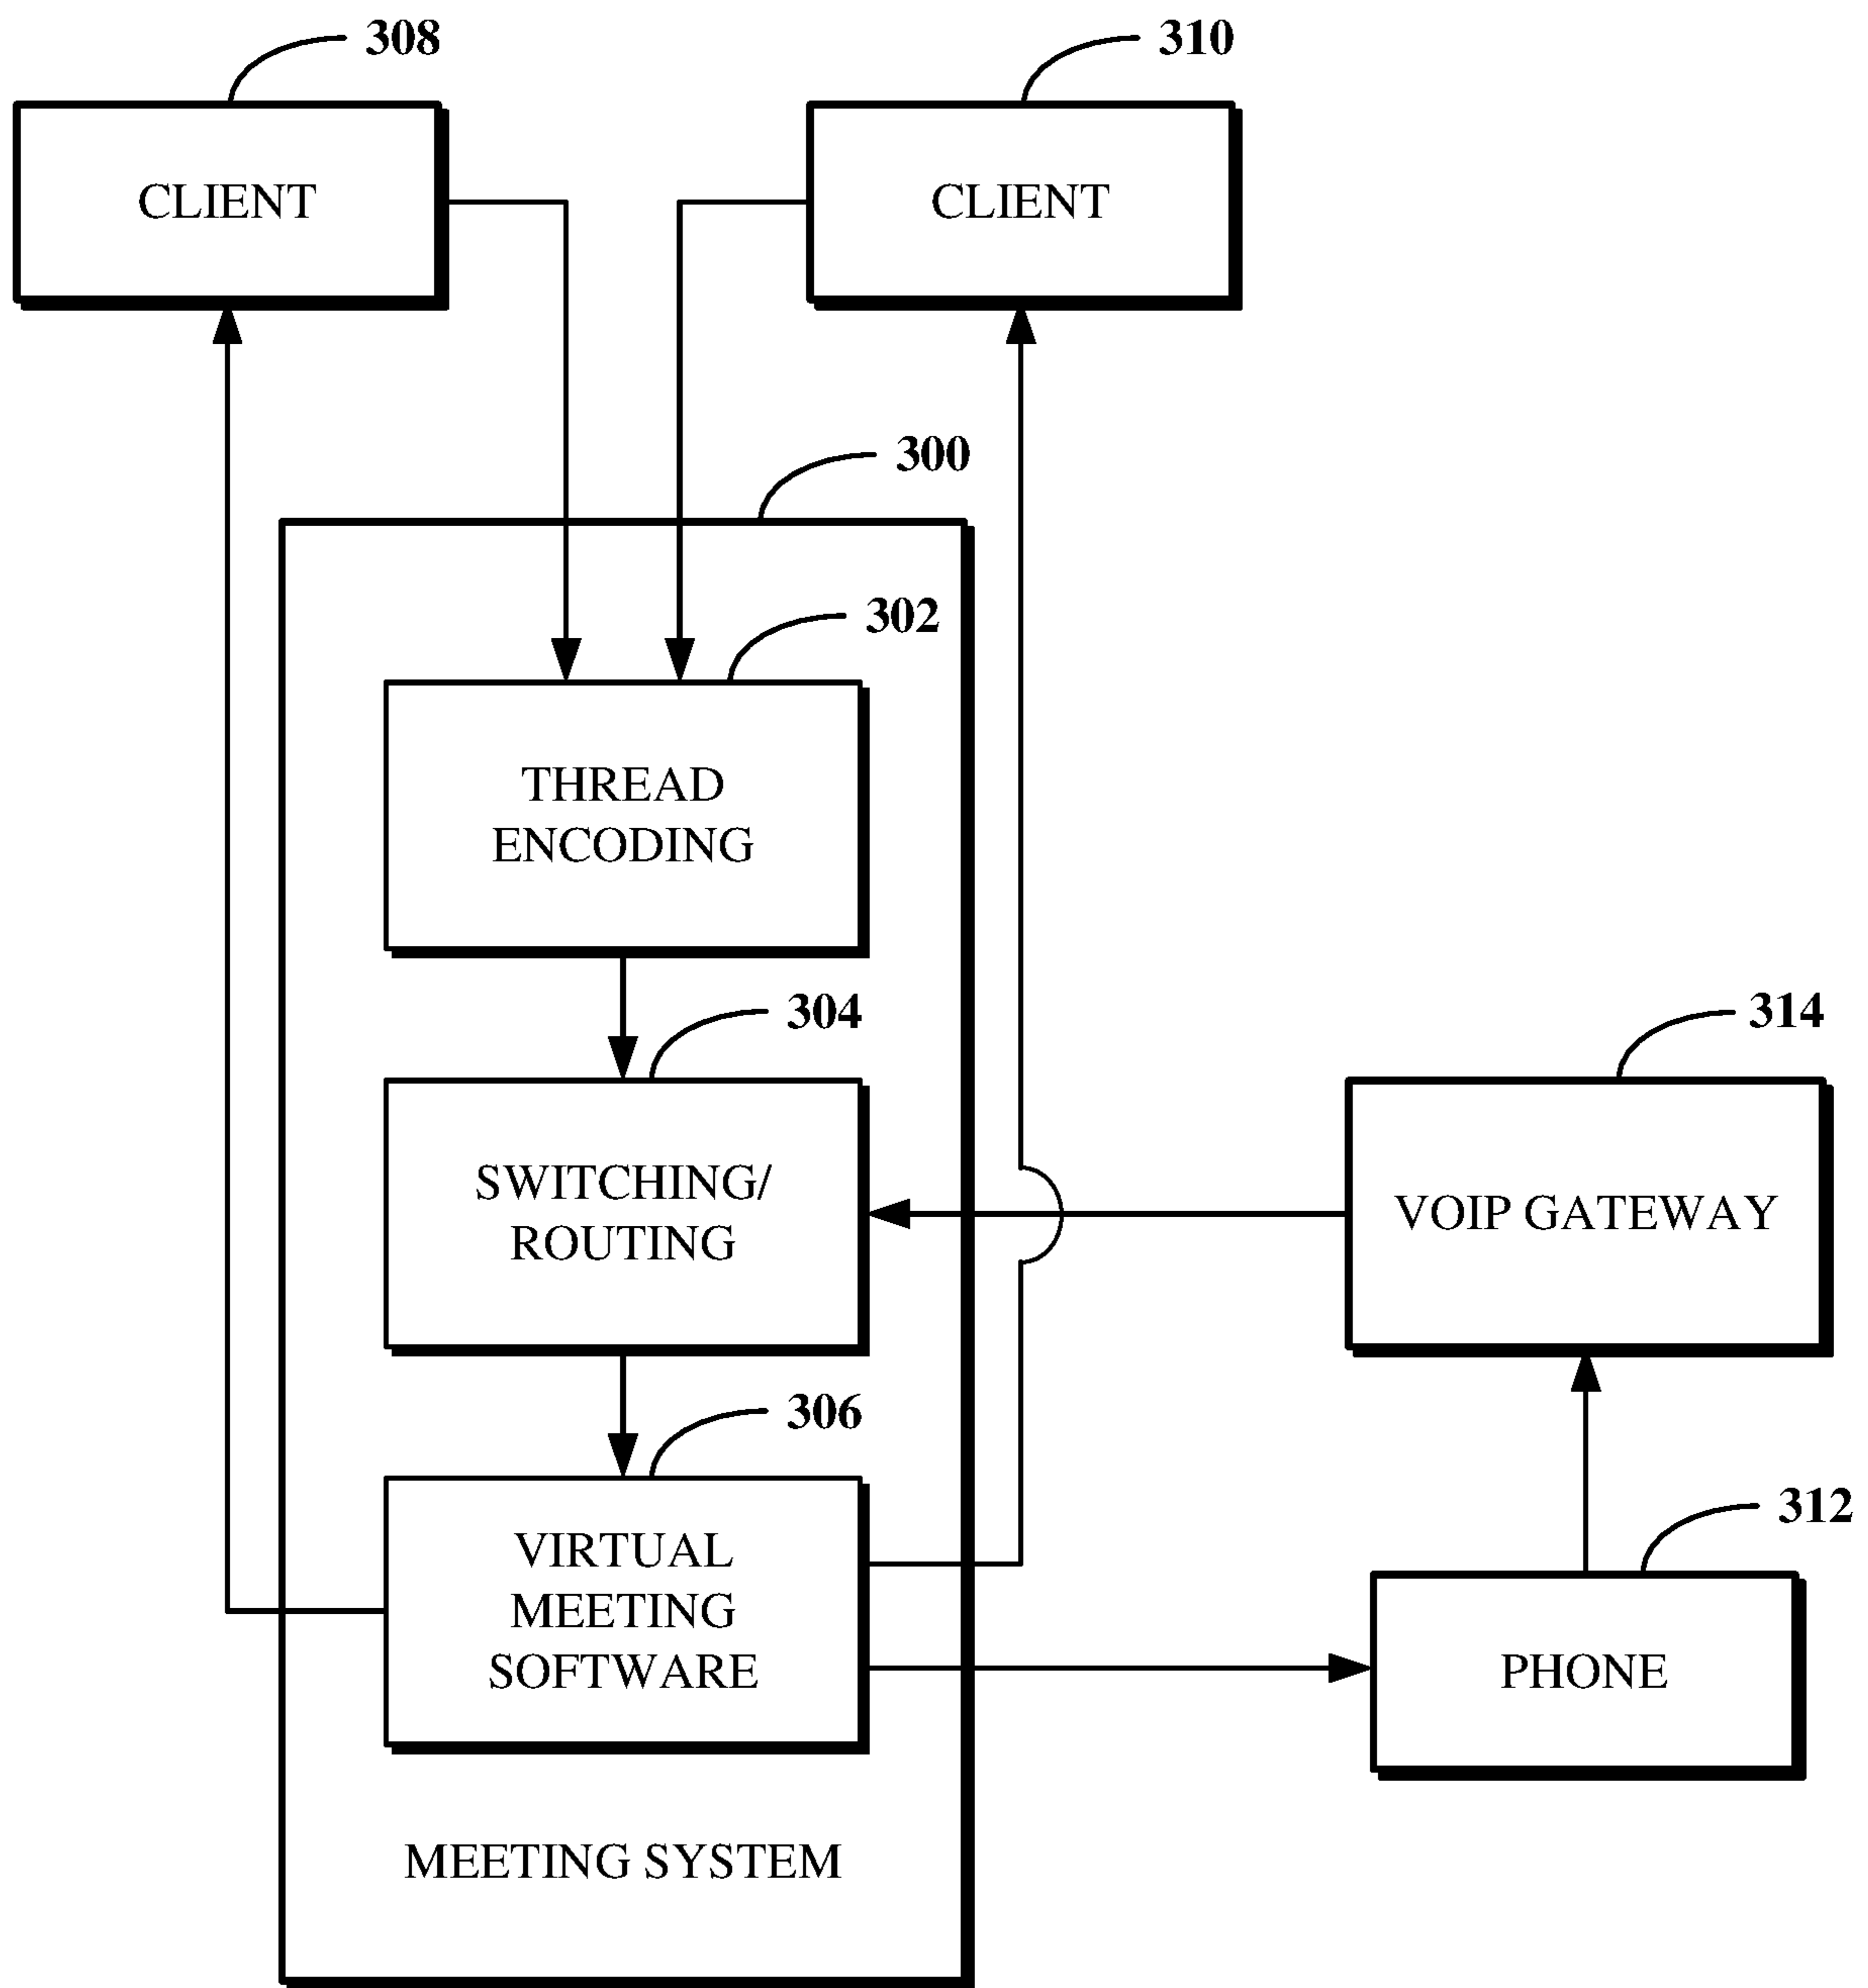 308
310
CLIENT
CLIENT
300
302
THREAD
ENCODING
304
314
SWITCHING/
ROUTING
VOIP GATEWAY
306
312
VIRTUAL
MEETING
SOFTWARE
PHONE
MEETING SYSTEM